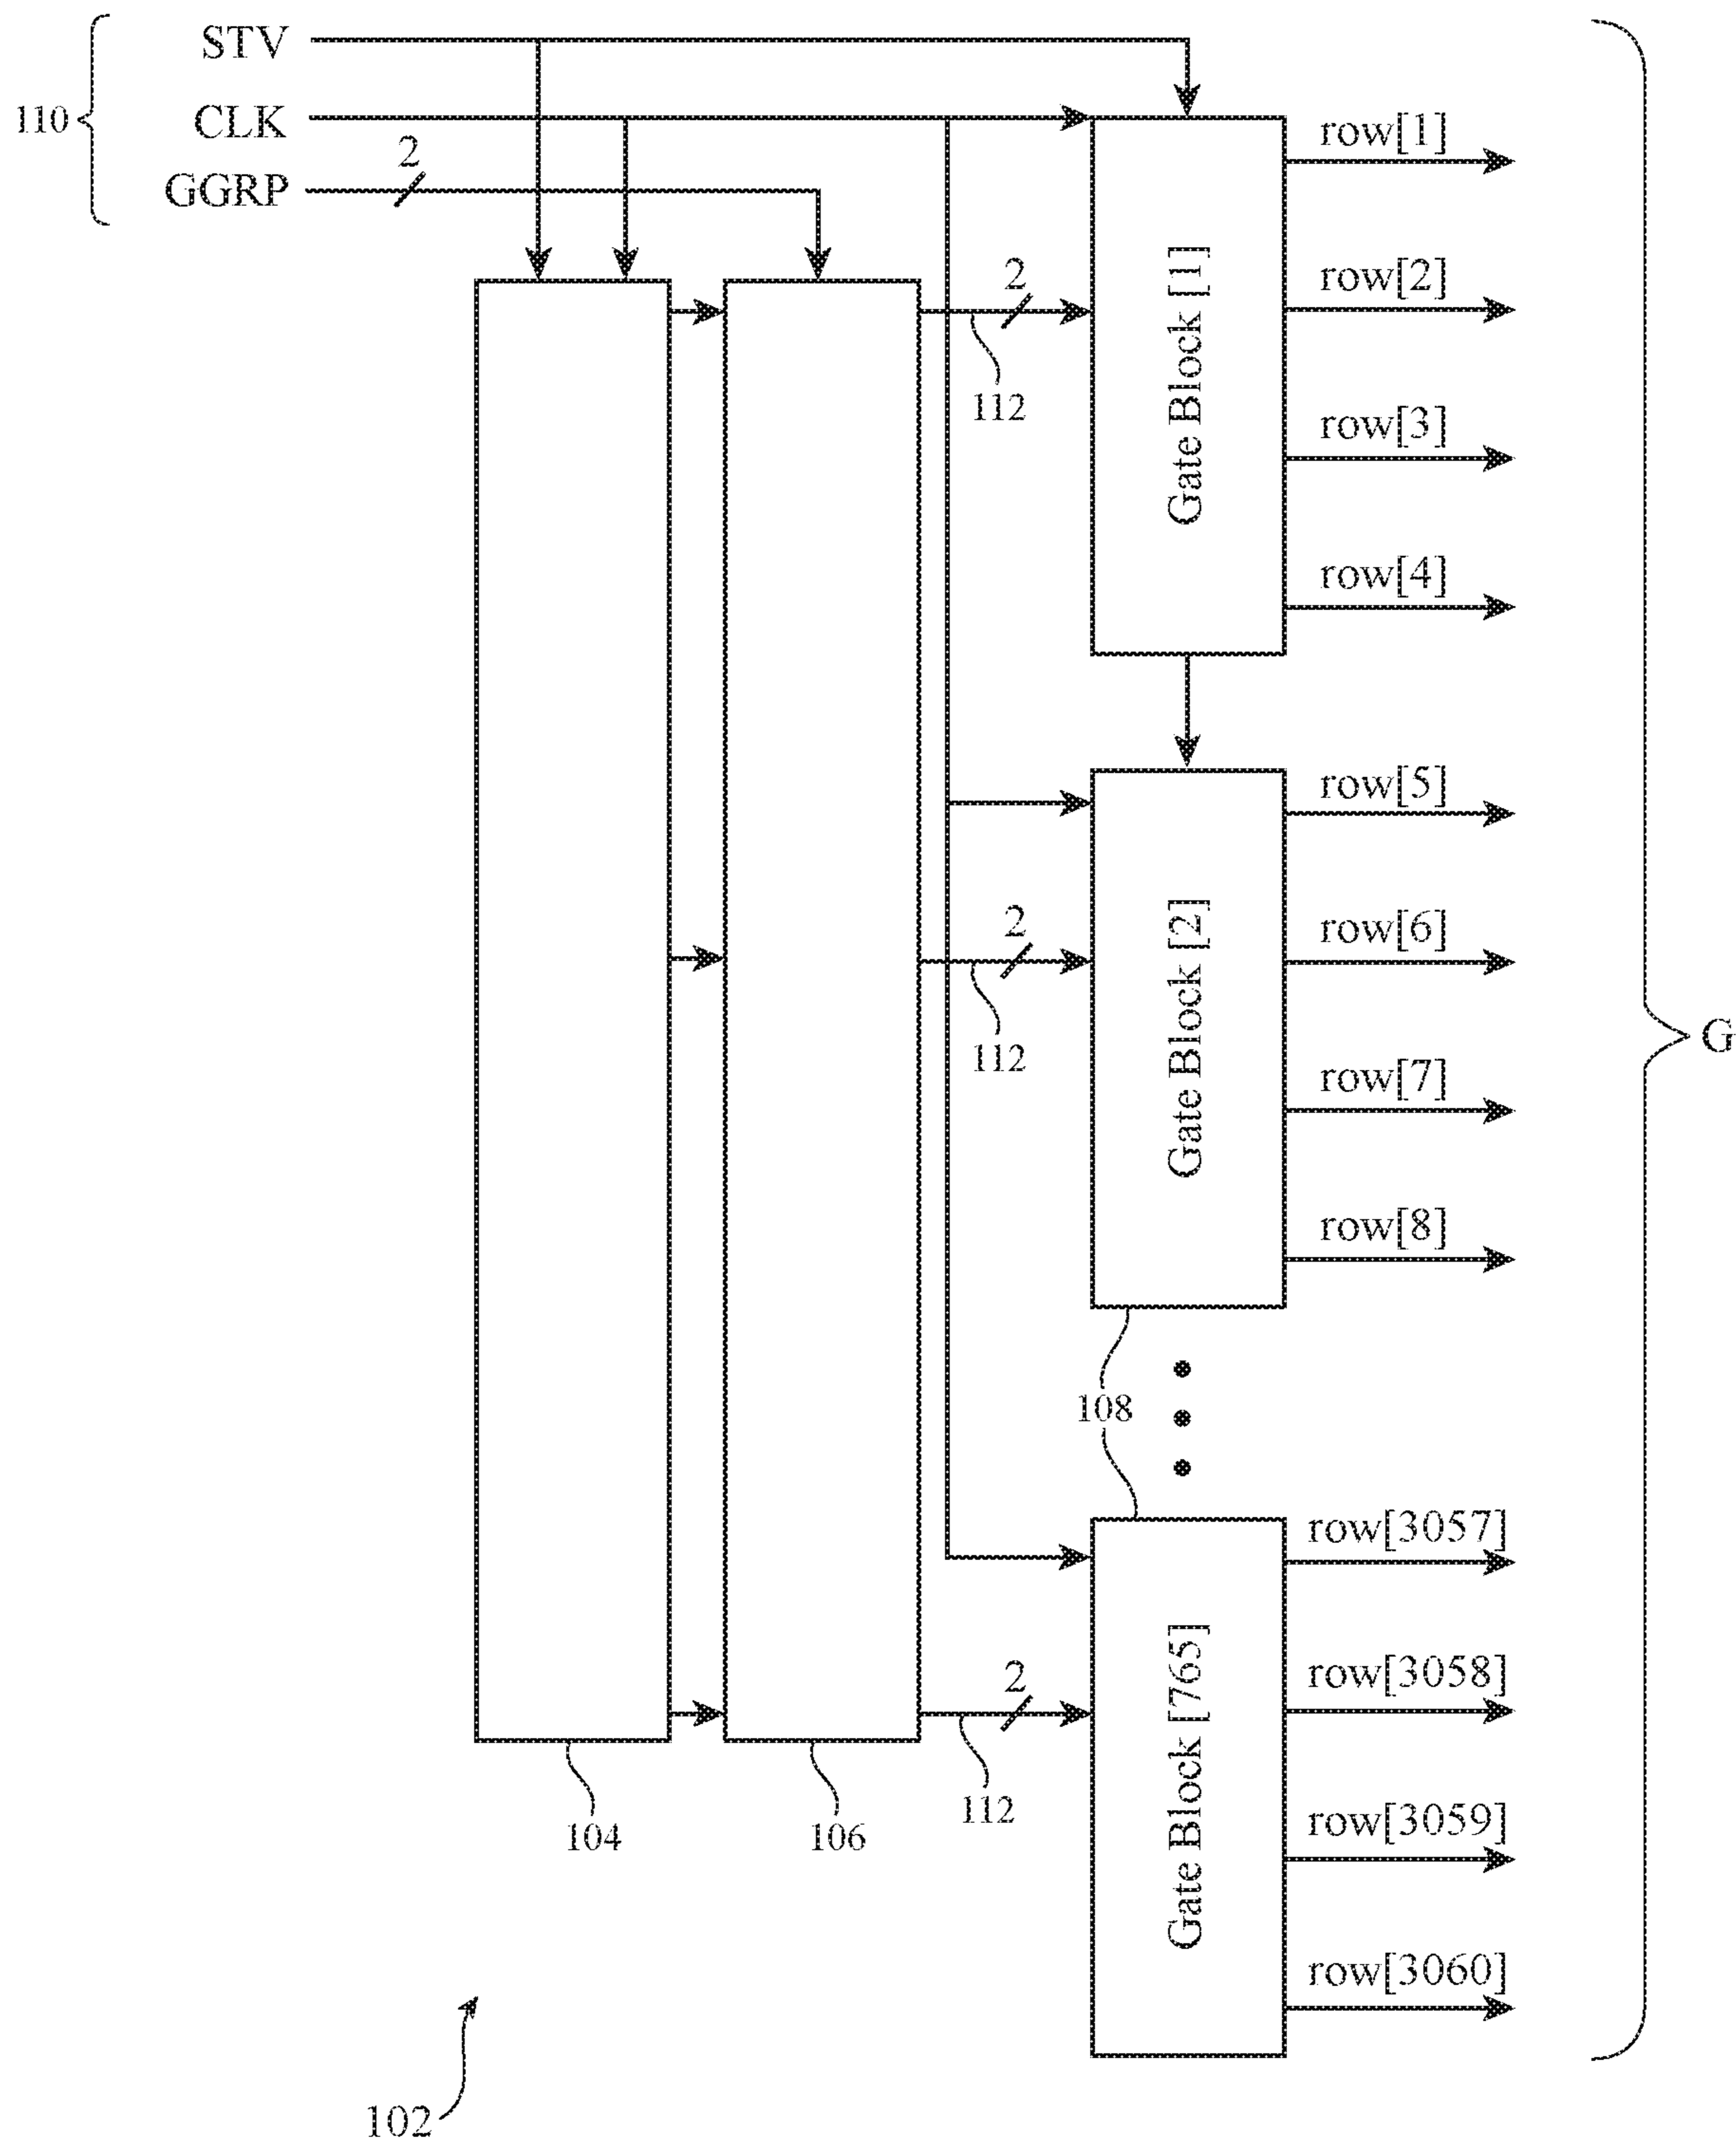 110
STV
CLK
GGRP
2
row[1]
row[2]
row[3]
row[4]
Gate Block [1]
2
112
row[5]
row[6]
row[7]
row[8]
Gate Block [2]
2
112
G
108
row[3057]
row[3058]
row[3059]
row[3060]
Gate Block [765]
2
112
104
106
102